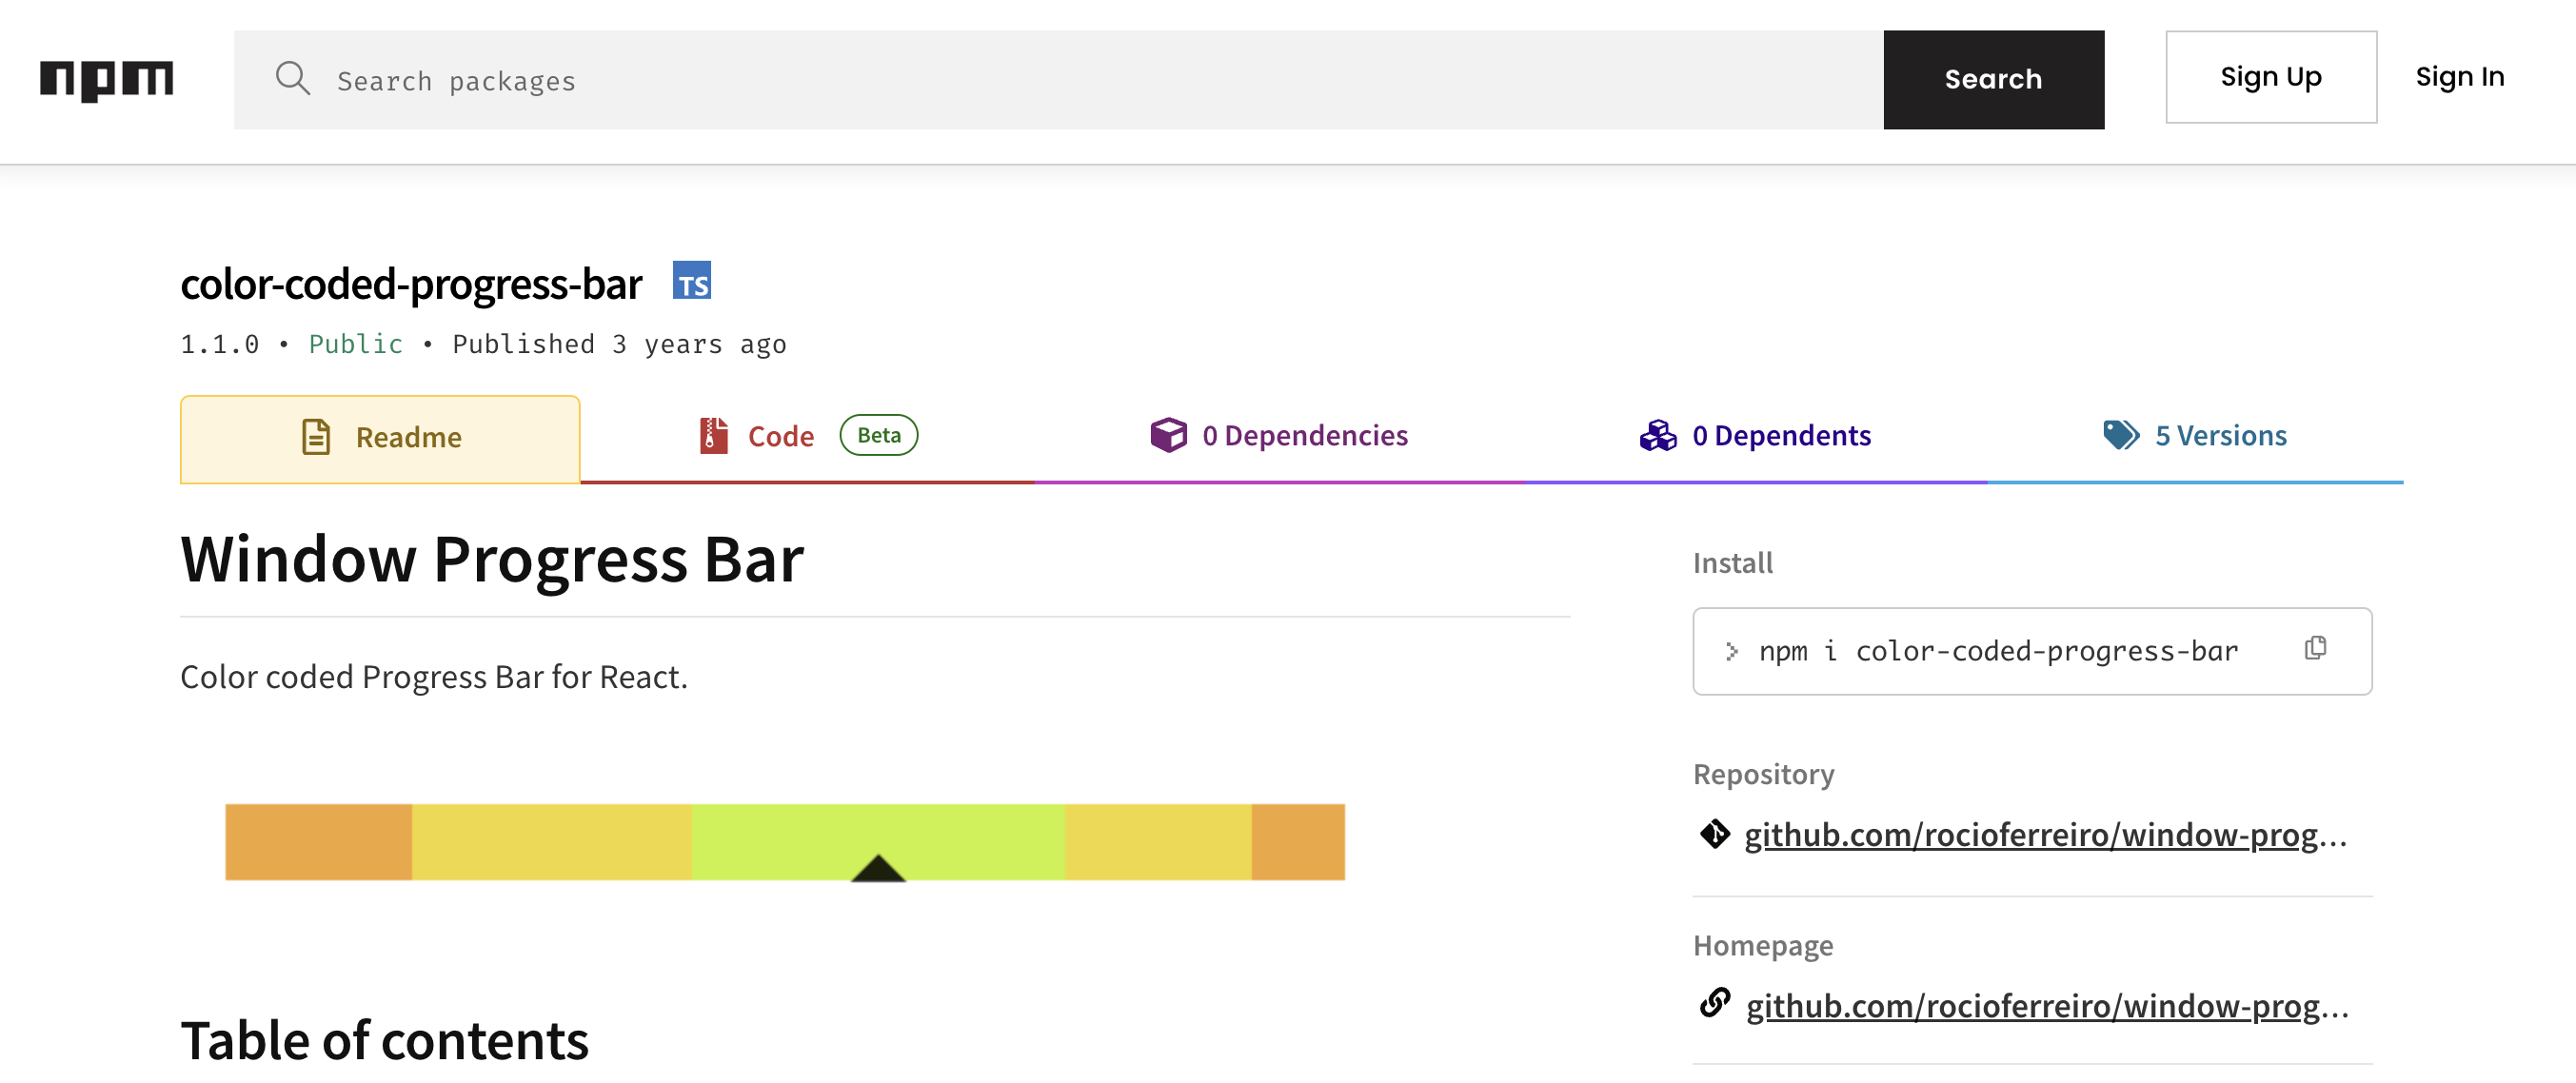 npm
Search packages
Search
Sign Up
Sign In
color-coded-progress-bar TS
1.1.0 • Public • Published 3 years ago
Readme
Code Beta
0 Dependencies
0 Dependents
5 Versions
Window Progress Bar
Color coded Progress Bar for React.
Table of contents
Install
> npm i color-coded-progress-bar
Repository
github.com/rocioferreiro/window-prog...
Homepage
github.com/rocioferreiro/window-prog...